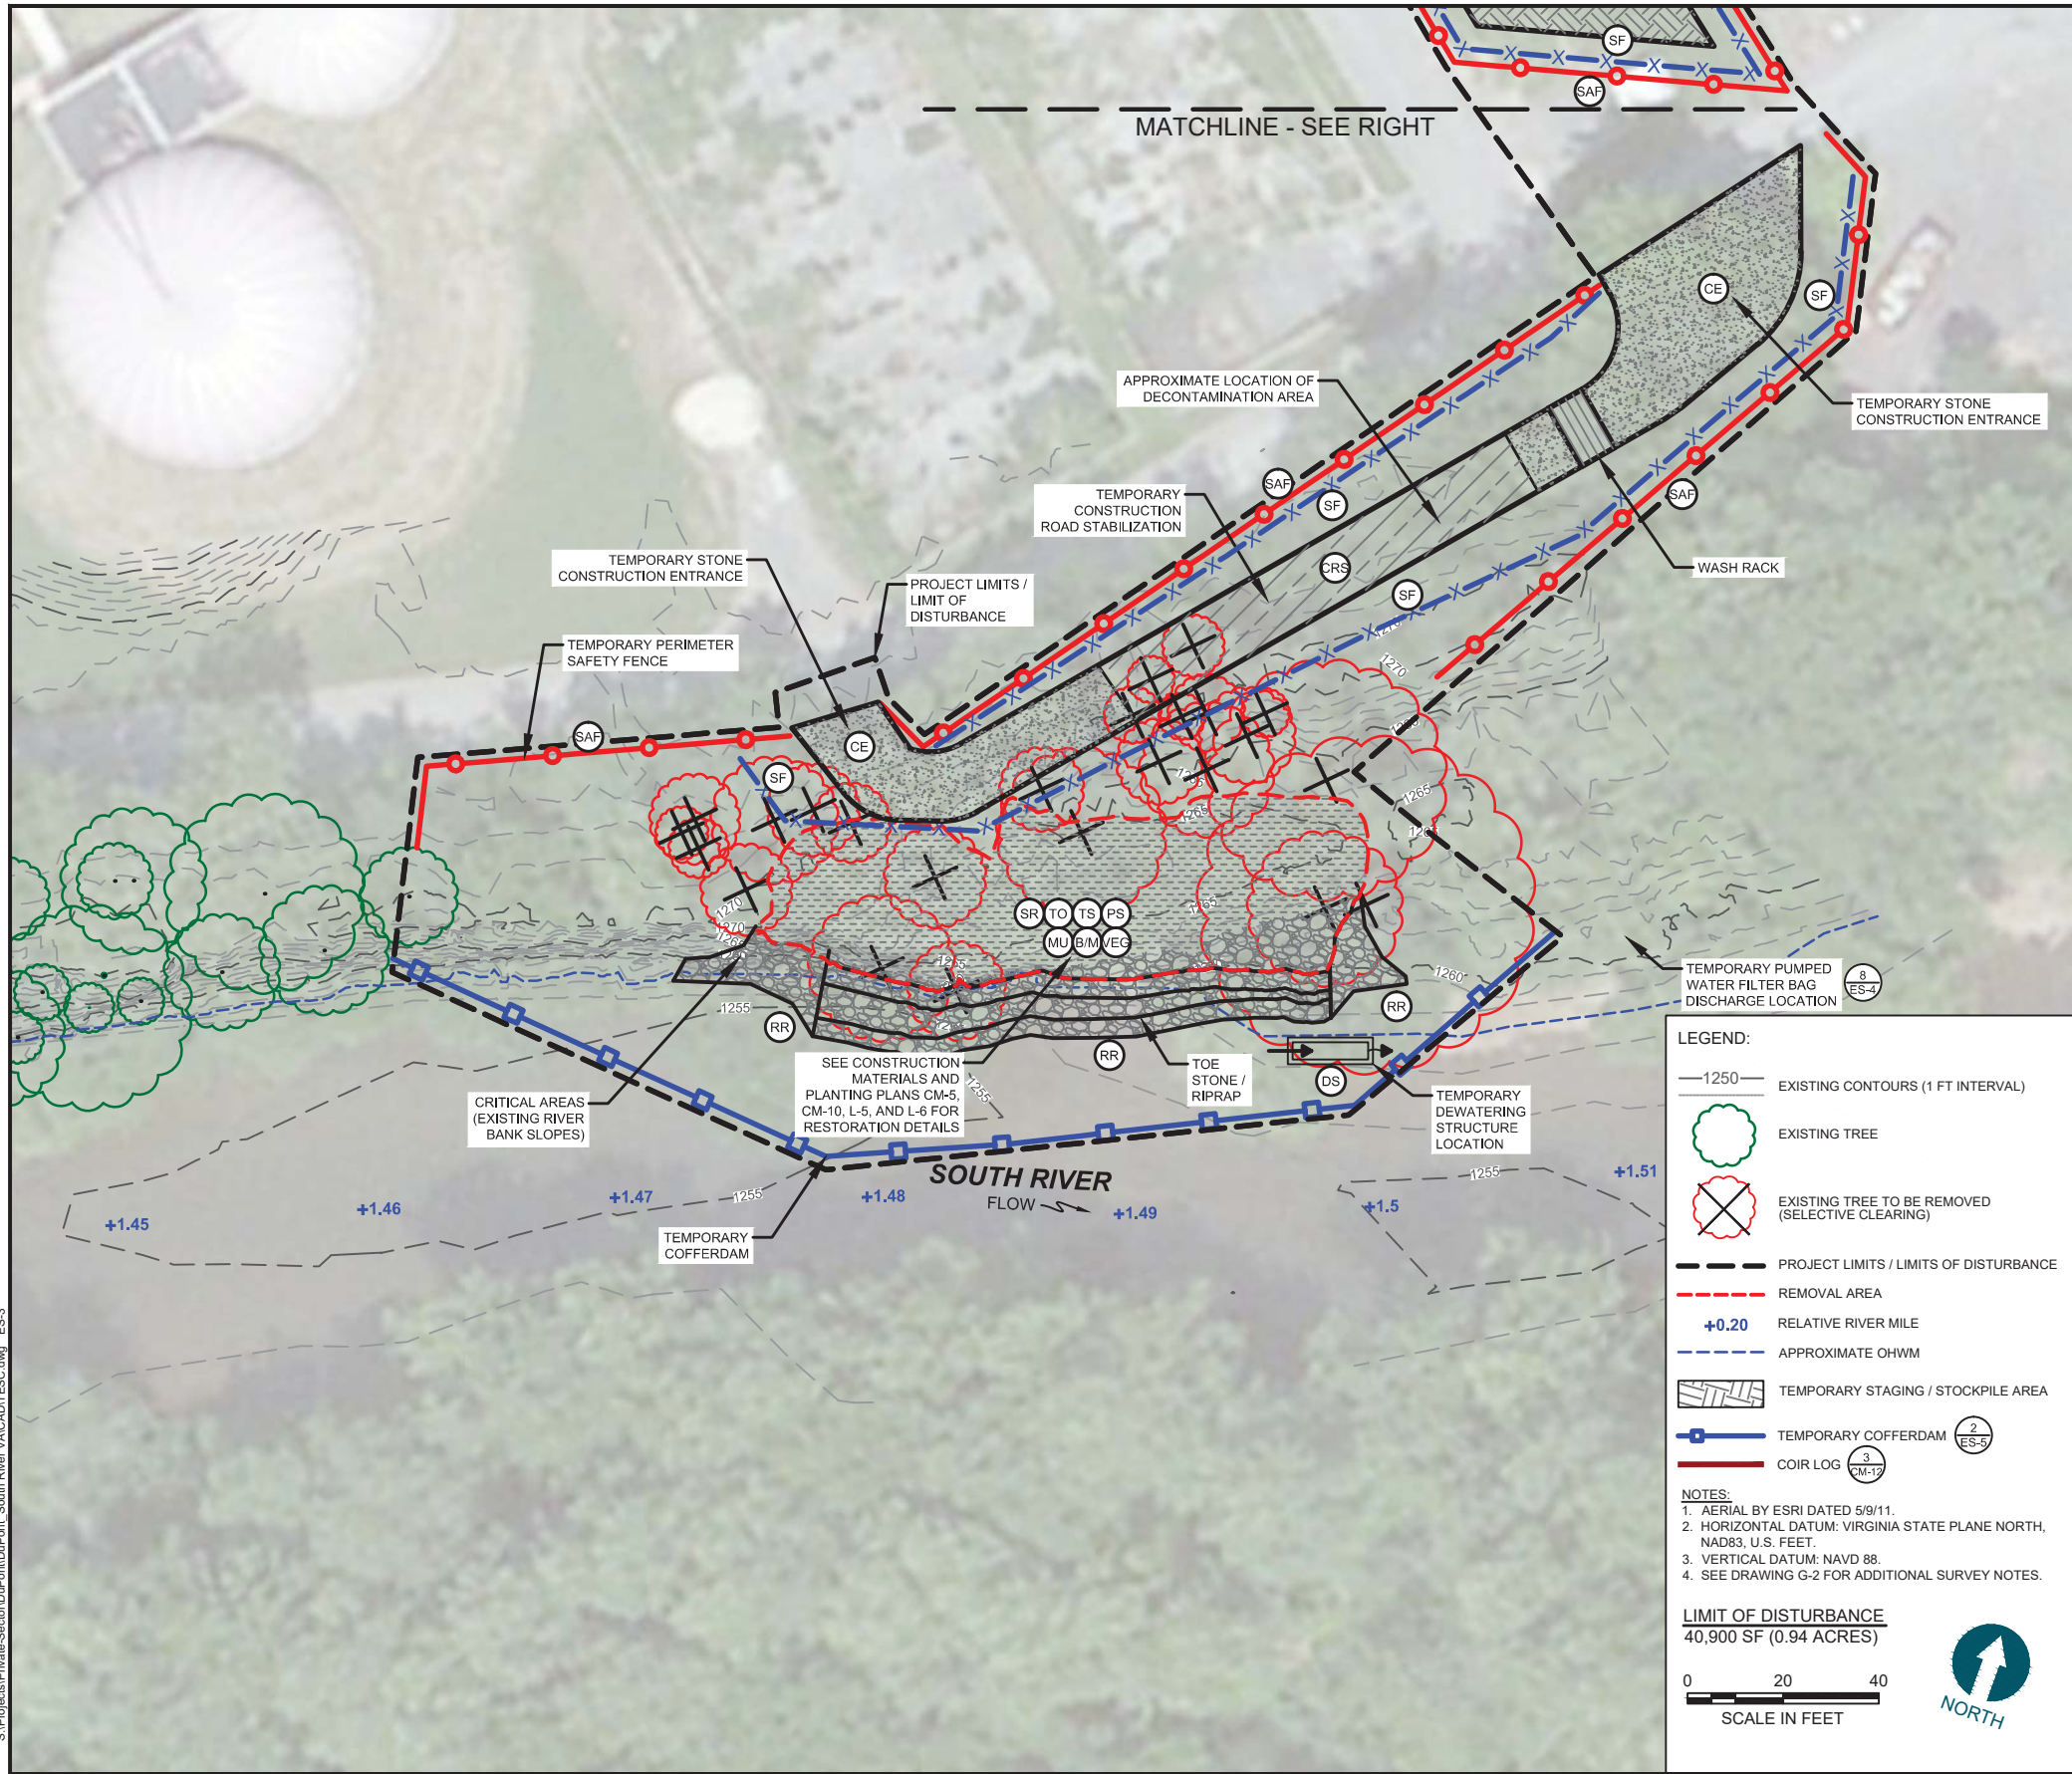 SF
SAF
MATCHLINE - SEE RIGHT
CE
SF
APPROXIMATE LOCATION OF
DECONTAMINATION AREA
TEMPORARY STONE
CONSTRUCTION ENTRANCE
SAF
SF
SAF
TEMPORARY
CONSTRUCTION
ROAD STABILIZATION
TEMPORARY STONE
CONSTRUCTION ENTRANCE
PROJECT LIMITS /
LIMIT OF
DISTURBANCE
CRS
SF
WASH RACK
TEMPORARY PERIMETER
SAFETY FENCE
1270
1270
SAF
CE
SF
1265
1265
1265
1270
1270
1265
SR TO TS PS
MU B/M VEG
1265
1260
TEMPORARY PUMPED
WATER FILTER BAG
DISCHARGE LOCATION
8
ES-4
1255
RR
RR
RR
SEE CONSTRUCTION
MATERIALS AND
PLANTING PLANS CM-5,
CM-10, L-5, AND L-6 FOR
RESTORATION DETAILS
1255
TOE
STONE /
RIPRAP
DS
TEMPORARY
DEWATERING
STRUCTURE
LOCATION
CRITICAL AREAS
(EXISTING RIVER
BANK SLOPES)
SOUTH RIVER
FLOW
1255
1255
+1.45
+1.46
+1.47
+1.48
+1.49
+1.5
+1.51
TEMPORARY
COFFERDAM
LEGEND:
1250
EXISTING CONTOURS (1 FT INTERVAL)
EXISTING TREE
EXISTING TREE TO BE REMOVED
(SELECTIVE CLEARING)
PROJECT LIMITS / LIMITS OF DISTURBANCE
REMOVAL AREA
+0.20 RELATIVE RIVER MILE
APPROXIMATE OHWM
TEMPORARY STAGING / STOCKPILE AREA
TEMPORARY COFFERDAM
2
ES-5
COIR LOG
3
CM-12
NOTES:
1. AERIAL BY ESRI DATED 5/9/11.
2. HORIZONTAL DATUM: VIRGINIA STATE PLANE NORTH,
NAD83, U.S. FEET.
3. VERTICAL DATUM: NAVD 88.
4. SEE DRAWING G-2 FOR ADDITIONAL SURVEY NOTES.
LIMIT OF DISTURBANCE
40,900 SF (0.94 ACRES)
0 20 40
SCALE IN FEET
NORTH